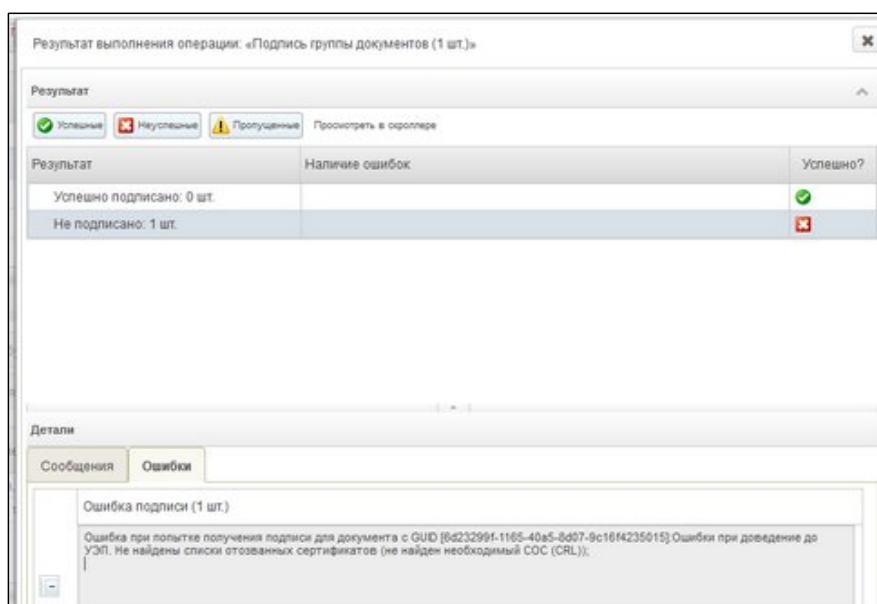 Результат выполнения операции: «Подпись группы документов (1 шт.)»
Результат
Успешные Неуспешные Пропущенные Просмотреть в скроллере
Результат Наличие ошибок Успешно?
Успешно подписано: 0 шт.
Не подписано: 1 шт.
Детали
Сообщения Ошибки
Ошибка подписи (1 шт.)
Ошибка при попытке получения подписи для документа с GUID [6d23299f-1165-40a5-8d07-9c16f4235015]:Ошибки при доведение до
УЭП. Не найдены списки отозванных сертификатов (не найден необходимый СОС (CRL));